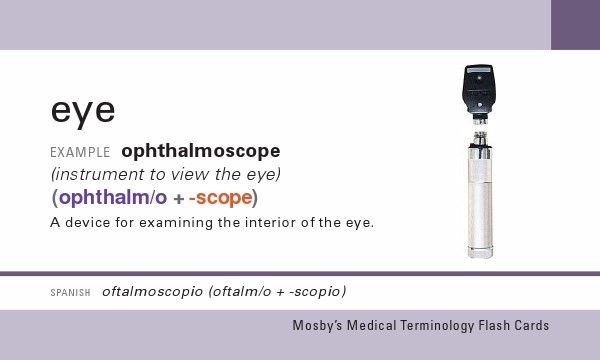 eye
EXAMPLE ophthalmoscope
(instrument to view the eye)
(ophthalm/o + -scope)
A device for examining the interior of the eye.
SPANISH oftalmoscopio (oftalm/o + -scopio)
Mosby's Medical Terminology Flash Cards